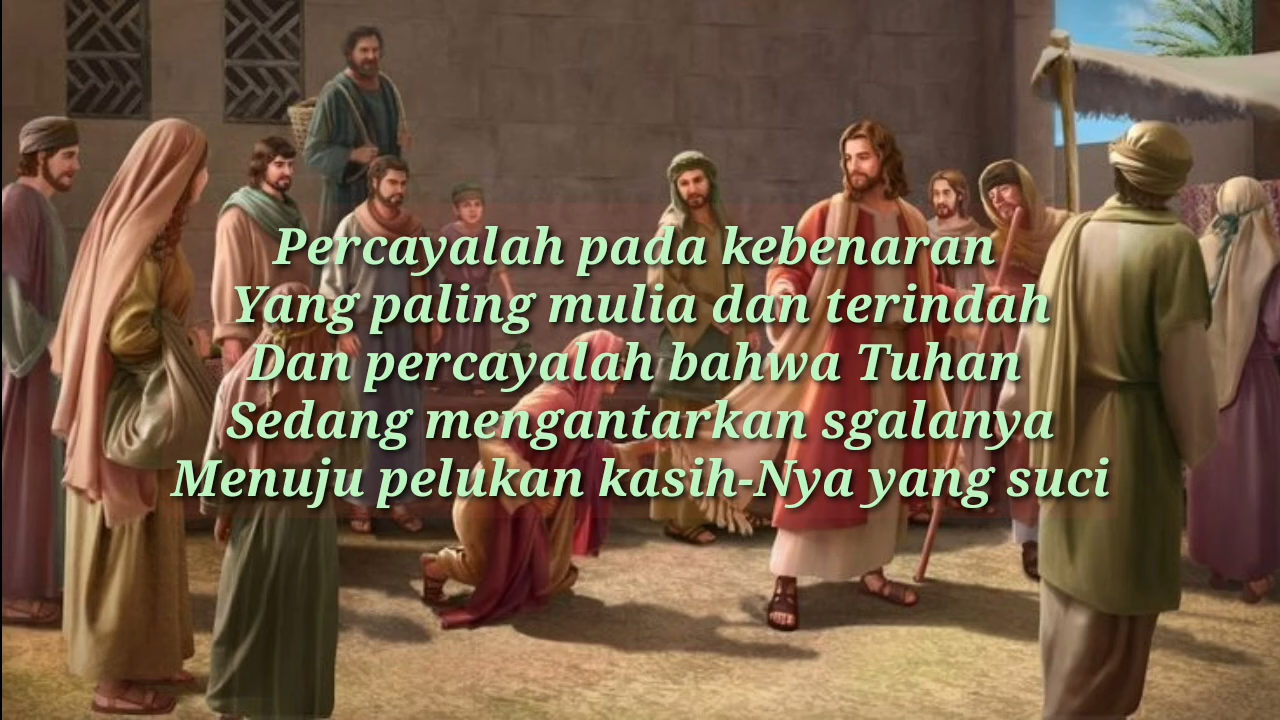 Percayalah pada kebenaran
Yang paling mulia dan terindah
Dan percayalah bahwa Tuhan
Sedang mengantarkan sgalanya
Menuju pelukan kasih-Nya yang suci